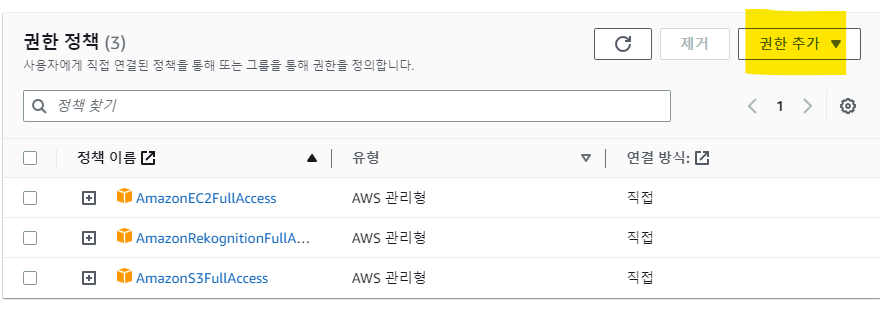 권한 정책 (3)
제거
권한 추가
사용자에게 직접 연결된 정책을 통해 또는 그룹을 통해 권한을 정의합니다.
정책 찾기
1
정책 이름 유형 연결 방식:
AmazonEC2FullAccess AWS 관리형 직접
AmazonRekognitionFullA... AWS 관리형 직접
AmazonS3FullAccess AWS 관리형 직접